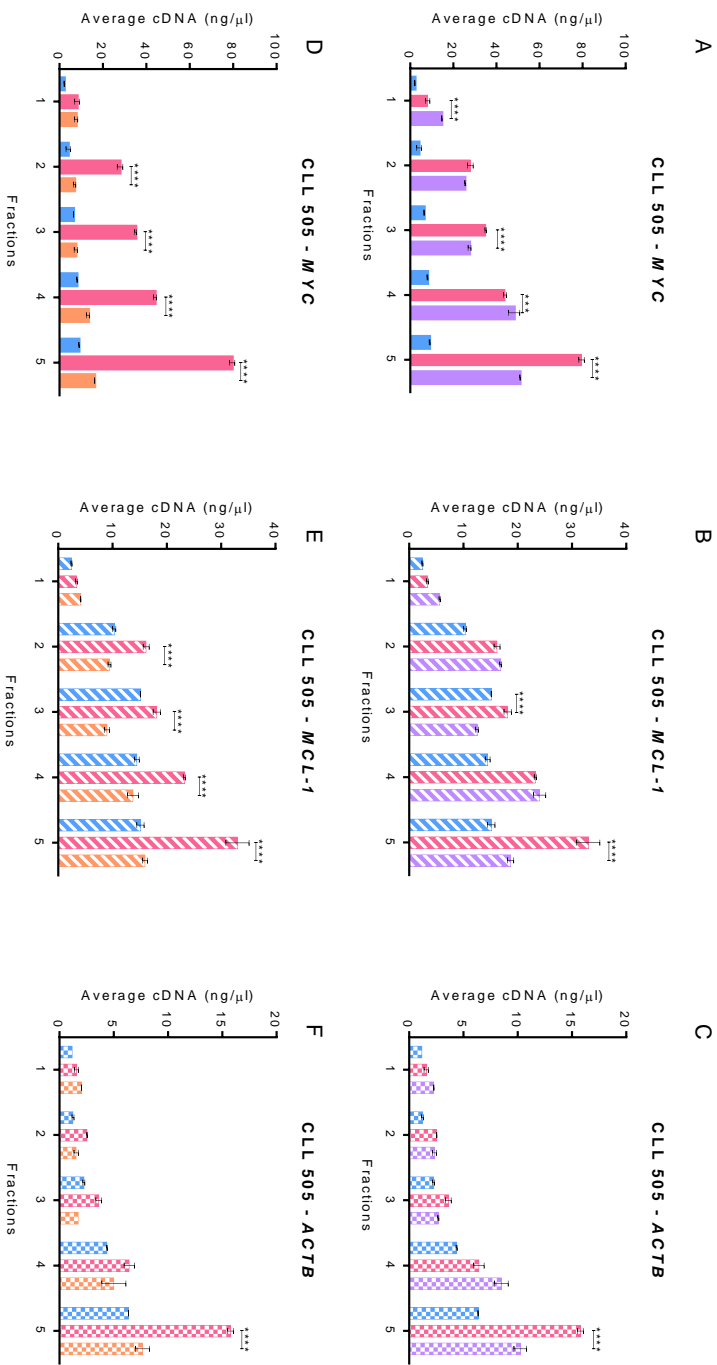 A
CLL 505 - MYC
Average cDNA (ng/μl)
100
80
60
40
20
0
****
****
***
****
1 2 3 4 5
Fractions
B
CLL 505 - MCL-1
Average cDNA (ng/μl)
40
30
20
10
0
****
****
1 2 3 4 5
Fractions
C
CLL 505 - ACTB
Average cDNA (ng/μl)
20
15
10
5
0
****
1 2 3 4 5
Fractions
D
CLL 505 - MYC
Average cDNA (ng/μl)
100
80
60
40
20
0
****
****
****
****
1 2 3 4 5
Fractions
E
CLL 505 - MCL-1
Average cDNA (ng/μl)
40
30
20
10
0
****
****
****
****
1 2 3 4 5
Fractions
F
CLL 505 - ACTB
Average cDNA (ng/μl)
20
15
10
5
0
****
1 2 3 4 5
Fractions